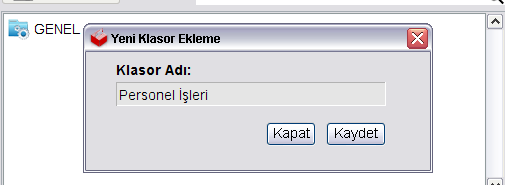 GENEL
Yeni Klasor Ekleme
Klasor Adı:
Personel İşleri
Kapat Kaydet